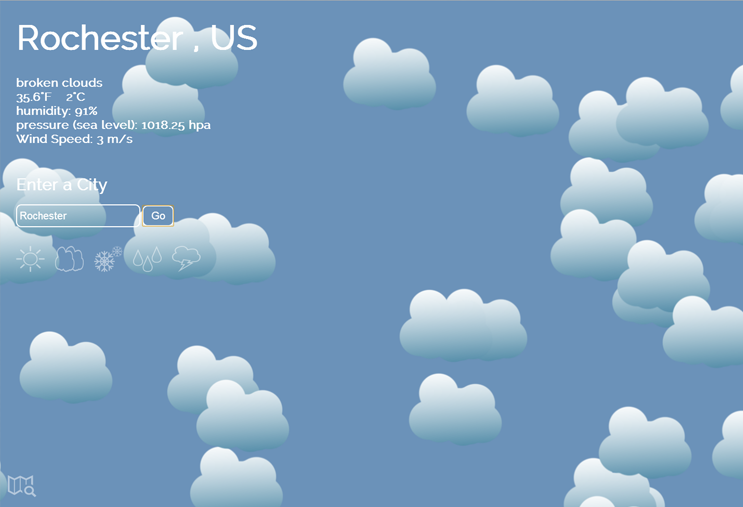 Rochester , US
broken clouds
35.6°F 2°C
humidity: 91%
pressure (sea level): 1018.25 hpa
Wind Speed: 3 m/s
Enter a City
Rochester Go